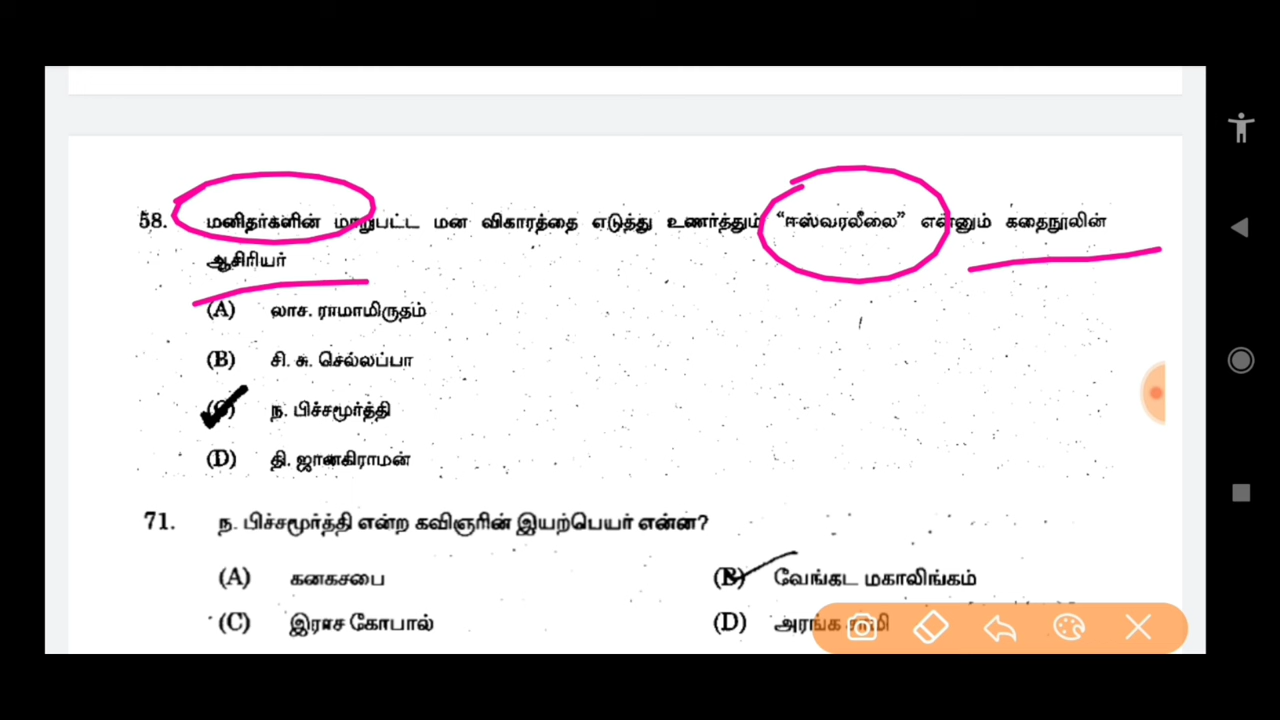 58. மனிதர்களின் மாறுபட்ட மன விகாரத்தை எடுத்து உணர்த்தும் “ஈஸ்வரலீலை” என்னும் கதைநூலின்
ஆசிரியர்
(A) லாச. ராமாமிருதம்
(B) சி. சு. செல்லப்பா
(C) ந. பிச்சமூர்த்தி
(D) தி. ஜானகிராமன்
71. ந. பிச்சமூர்த்தி என்ற கவிஞரின் இயற்பெயர் என்ன?
(A) கனகசபை (B) வேங்கட மகாலிங்கம்
(C) இராச கோபால் (D) அரங்க சாமி